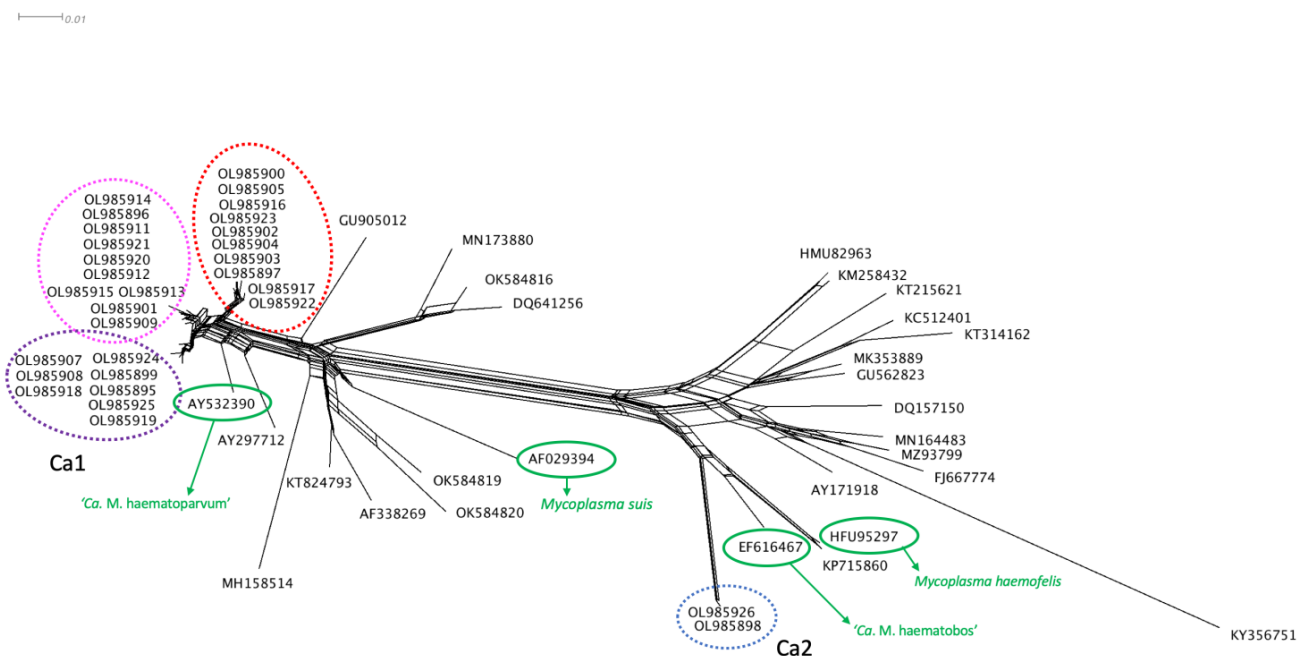 0.01
OL985900
OL985905
OL985916
OL985923
OL985902
OL985904
OL985903
OL985897
OL985917
OL985922
OL985914
OL985896
OL985911
OL985921
OL985920
OL985912
OL985915 OL985913
OL985901
OL985909
OL985907
OL985908
OL985918
OL985924
OL985899
OL985895
OL985925
OL985919
Ca1
AY532390
AY297712
'Ca. M. haematoparvum'
GU905012
MN173880
OK584816
DQ641256
KT824793
AF338269
OK584819
OK584820
MH158514
AF029394
Mycoplasma suis
HMU82963
KM258432
KT215621
KC512401
KT314162
MK353889
GU562823
DQ157150
MN164483
MZ93799
FJ667774
AY171918
EF616467
HFU95297
KP715860
Mycoplasma haemofelis
OL985926
OL985898
'Ca. M. haematobos'
Ca2
KY356751